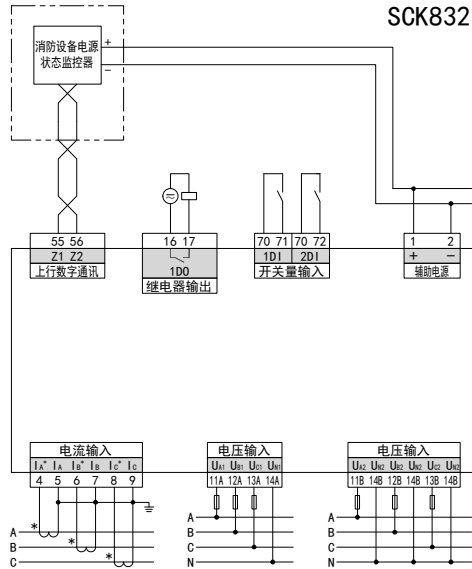 SCK832
消防设备电源
状态监控器
+
−
55 56
Z1 Z2
上行数字通讯
16 17
1DO
继电器输出
70 71 70 72
1DI 2DI
开关量输入
1 2
+ −
辅助电源
电流输入
IA* IA IB* IB IC* IC
4 5 6 7 8 9
电压输入
UA1 UB1 UC1 UN1
11A 12A 13A 14A
电压输入
UA2 UN2 UB2 UN2 UC2 UN2
11B 14B 12B 14B 13B 14B
A
*
B
*
C
*
A
B
C
N
A
B
C
N